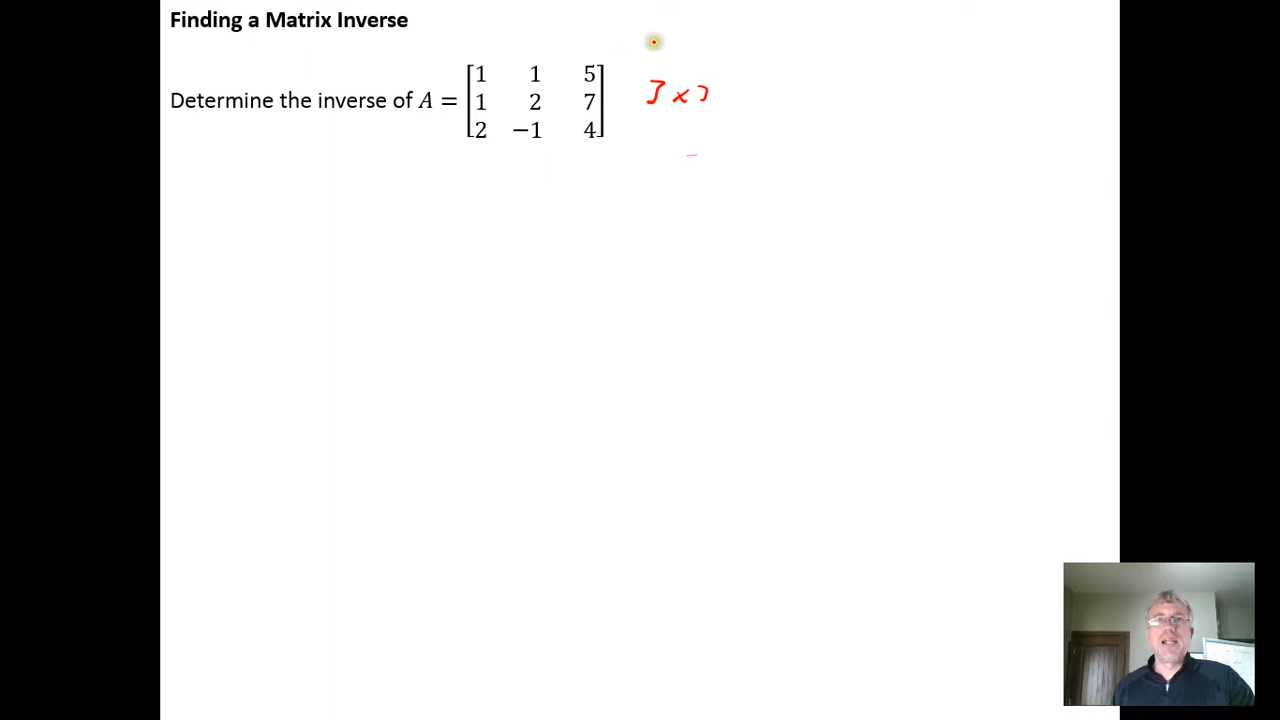 Finding a Matrix Inverse
Determine the inverse of A = [1 1 5
1 2 7
2 −1 4] 3 x 3